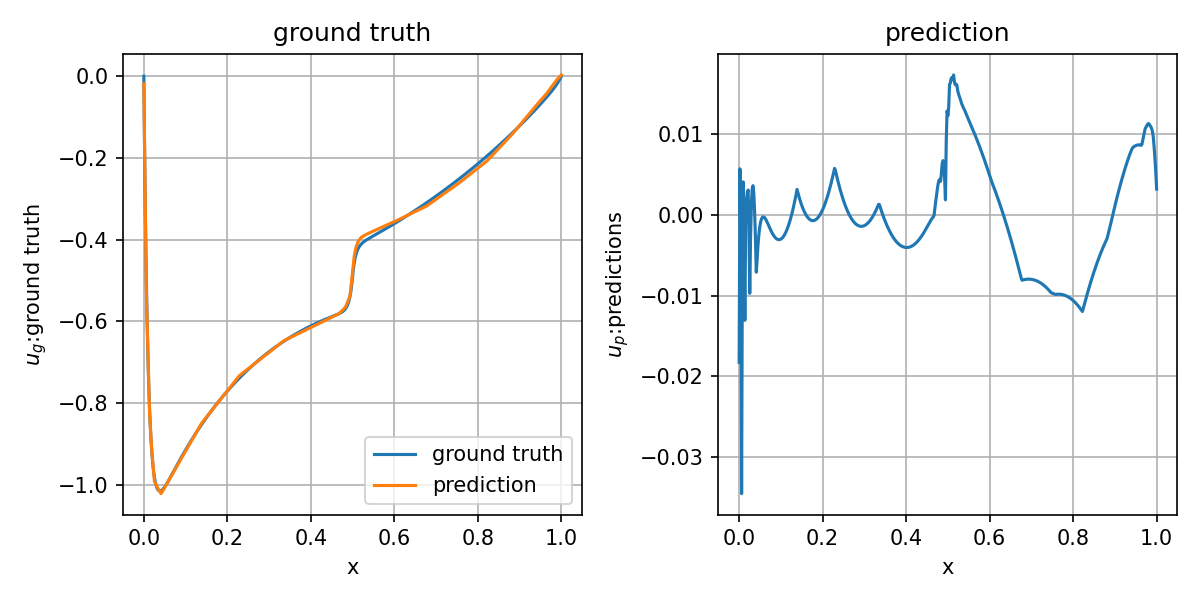 ground truth
0.0
−0.2
−0.4
−0.6
−0.8
−1.0
u_g:ground truth
0.0 0.2 0.4 0.6 0.8 1.0
x
ground truth
prediction
prediction
0.01
0.00
−0.01
−0.02
−0.03
u_p:predictions
0.0 0.2 0.4 0.6 0.8 1.0
x